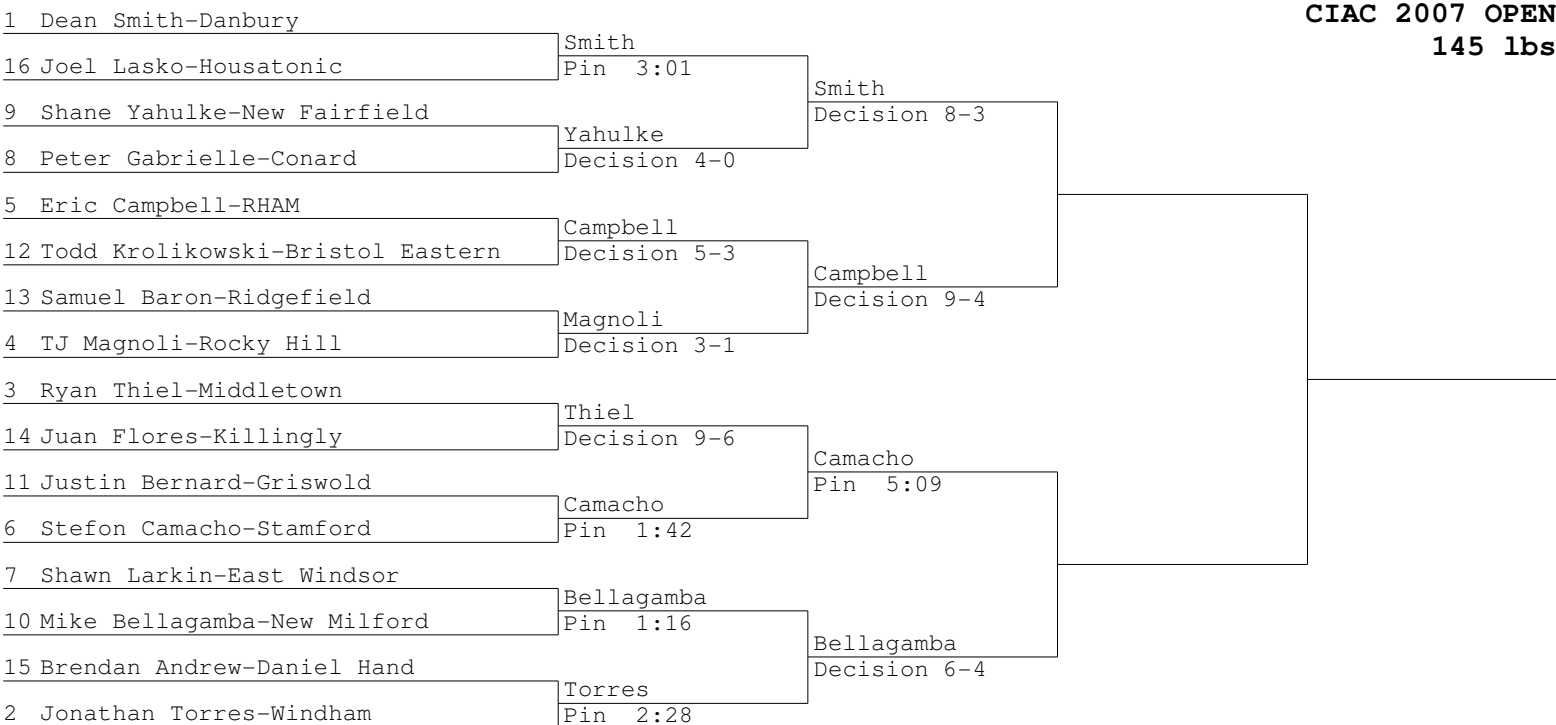 CIAC 2007 OPEN
145 lbs
1 Dean Smith-Danbury
Smith
16 Joel Lasko-Housatonic
Pin 3:01
Smith
9 Shane Yahulke-New Fairfield
Decision 8-3
Yahulke
8 Peter Gabrielle-Conard
Decision 4-0
5 Eric Campbell-RHAM
Campbell
12 Todd Krolikowski-Bristol Eastern
Decision 5-3
Campbell
13 Samuel Baron-Ridgefield
Decision 9-4
Magnoli
4 TJ Magnoli-Rocky Hill
Decision 3-1
3 Ryan Thiel-Middletown
Thiel
14 Juan Flores-Killingly
Decision 9-6
Camacho
11 Justin Bernard-Griswold
Pin 5:09
Camacho
6 Stefon Camacho-Stamford
Pin 1:42
7 Shawn Larkin-East Windsor
Bellagamba
10 Mike Bellagamba-New Milford
Pin 1:16
Bellagamba
15 Brendan Andrew-Daniel Hand
Decision 6-4
Torres
2 Jonathan Torres-Windham
Pin 2:28